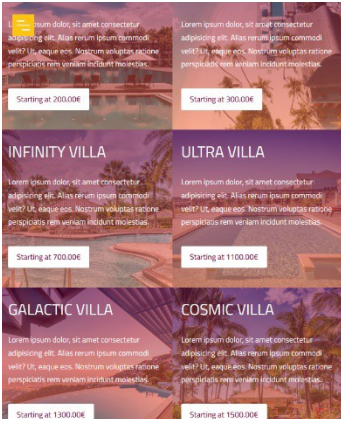 Lorem ipsum dolor, sit amet consectetur
adipisicing elit. Alias rerum ipsum commodi
velit? Ut, eaque eos. Nostrum voluptas ratione
perspiciatis rem veniam incidunt molestias.
Starting at 200.00€
Lorem ipsum dolor, sit amet consectetur
adipisicing elit. Alias rerum ipsum commodi
velit? Ut, eaque eos. Nostrum voluptas ratione
perspiciatis rem veniam incidunt molestias.
Starting at 300.00€
INFINITY VILLA
Lorem ipsum dolor, sit amet consectetur
adipisicing elit. Alias rerum ipsum commodi
velit? Ut, eaque eos. Nostrum voluptas ratione
perspiciatis rem veniam incidunt molestias.
Starting at 700.00€
ULTRA VILLA
Lorem ipsum dolor, sit amet consectetur
adipisicing elit. Alias rerum ipsum commodi
velit? Ut, eaque eos. Nostrum voluptas ratione
perspiciatis rem veniam incidunt molestias.
Starting at 1100.00€
GALACTIC VILLA
Lorem ipsum dolor, sit amet consectetur
adipisicing elit. Alias rerum ipsum commodi
velit? Ut, eaque eos. Nostrum voluptas ratione
perspiciatis rem veniam incidunt molestias.
Starting at 1300.00€
COSMIC VILLA
Lorem ipsum dolor, sit amet consectetur
adipisicing elit. Alias rerum ipsum commodi
velit? Ut, eaque eos. Nostrum voluptas ratione
perspiciatis rem veniam incidunt molestias.
Starting at 1500.00€